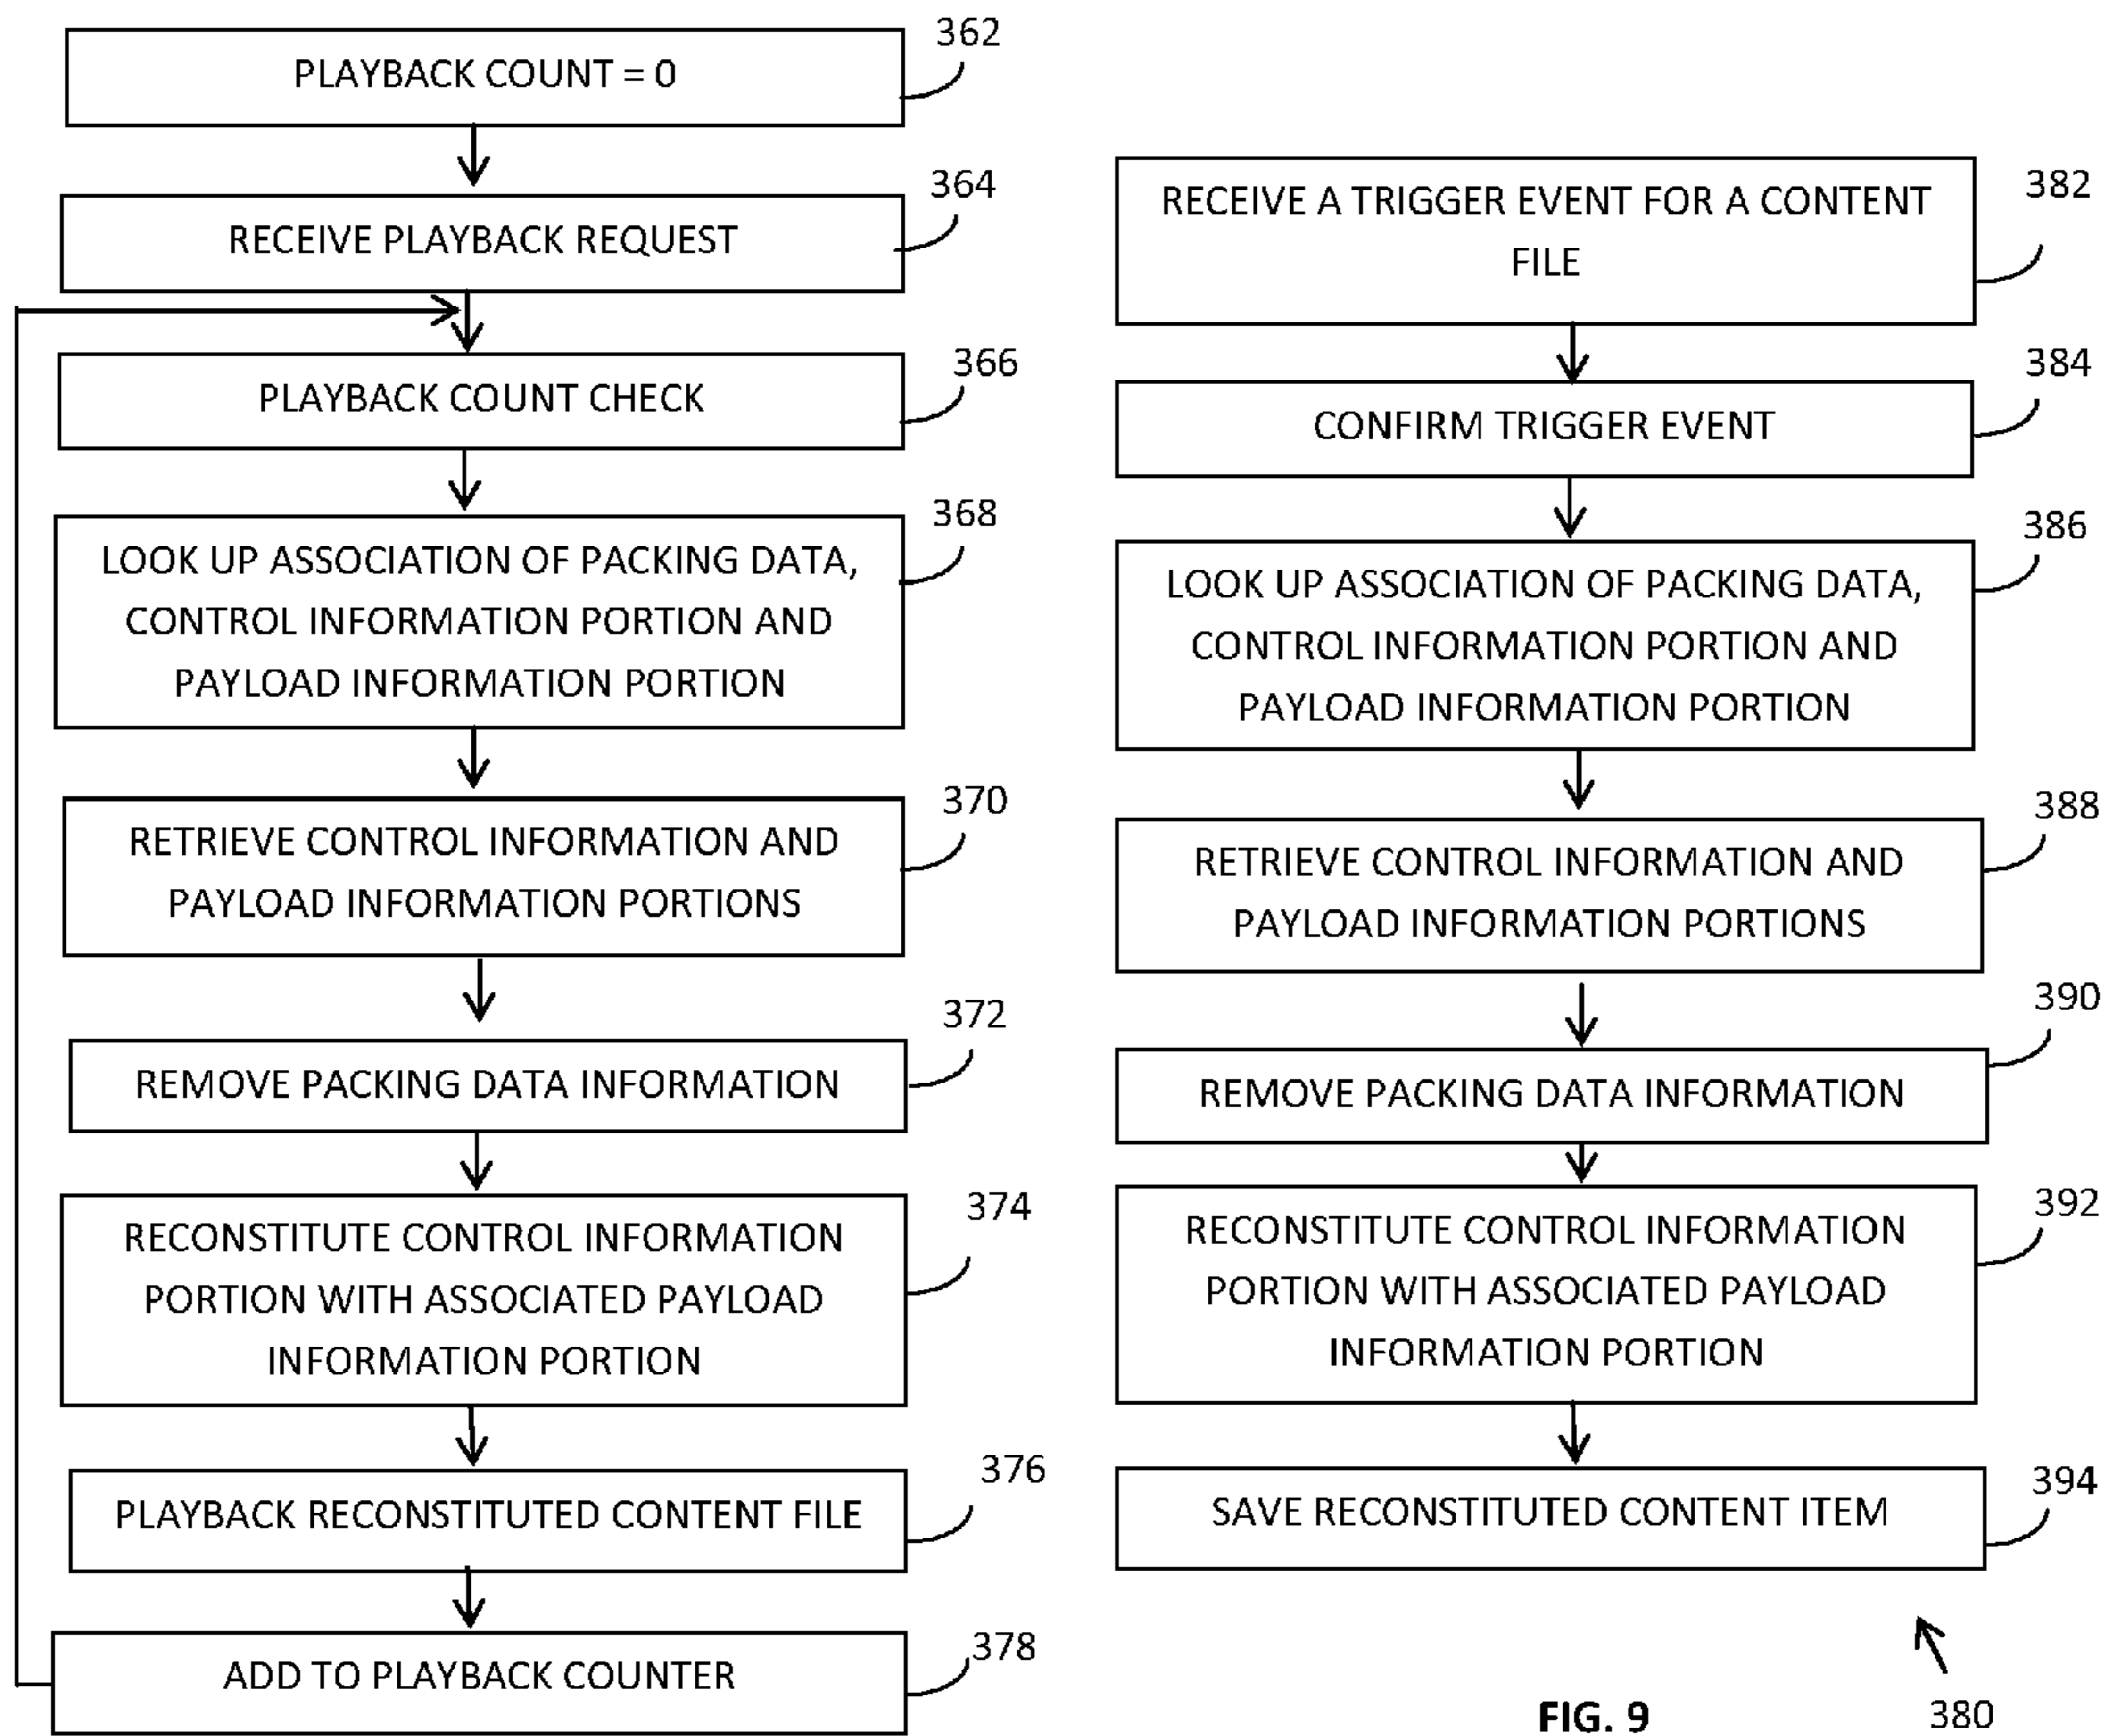 362
PLAYBACK COUNT = 0
364
RECEIVE PLAYBACK REQUEST
366
PLAYBACK COUNT CHECK
368
LOOK UP ASSOCIATION OF PACKING DATA,
CONTROL INFORMATION PORTION AND
PAYLOAD INFORMATION PORTION
370
RETRIEVE CONTROL INFORMATION AND
PAYLOAD INFORMATION PORTIONS
372
REMOVE PACKING DATA INFORMATION
374
RECONSTITUTE CONTROL INFORMATION
PORTION WITH ASSOCIATED PAYLOAD
INFORMATION PORTION
376
PLAYBACK RECONSTITUTED CONTENT FILE
378
ADD TO PLAYBACK COUNTER
382
RECEIVE A TRIGGER EVENT FOR A CONTENT
FILE
384
CONFIRM TRIGGER EVENT
386
LOOK UP ASSOCIATION OF PACKING DATA,
CONTROL INFORMATION PORTION AND
PAYLOAD INFORMATION PORTION
388
RETRIEVE CONTROL INFORMATION AND
PAYLOAD INFORMATION PORTIONS
390
REMOVE PACKING DATA INFORMATION
392
RECONSTITUTE CONTROL INFORMATION
PORTION WITH ASSOCIATED PAYLOAD
INFORMATION PORTION
394
SAVE RECONSTITUTED CONTENT ITEM
380
FIG. 9